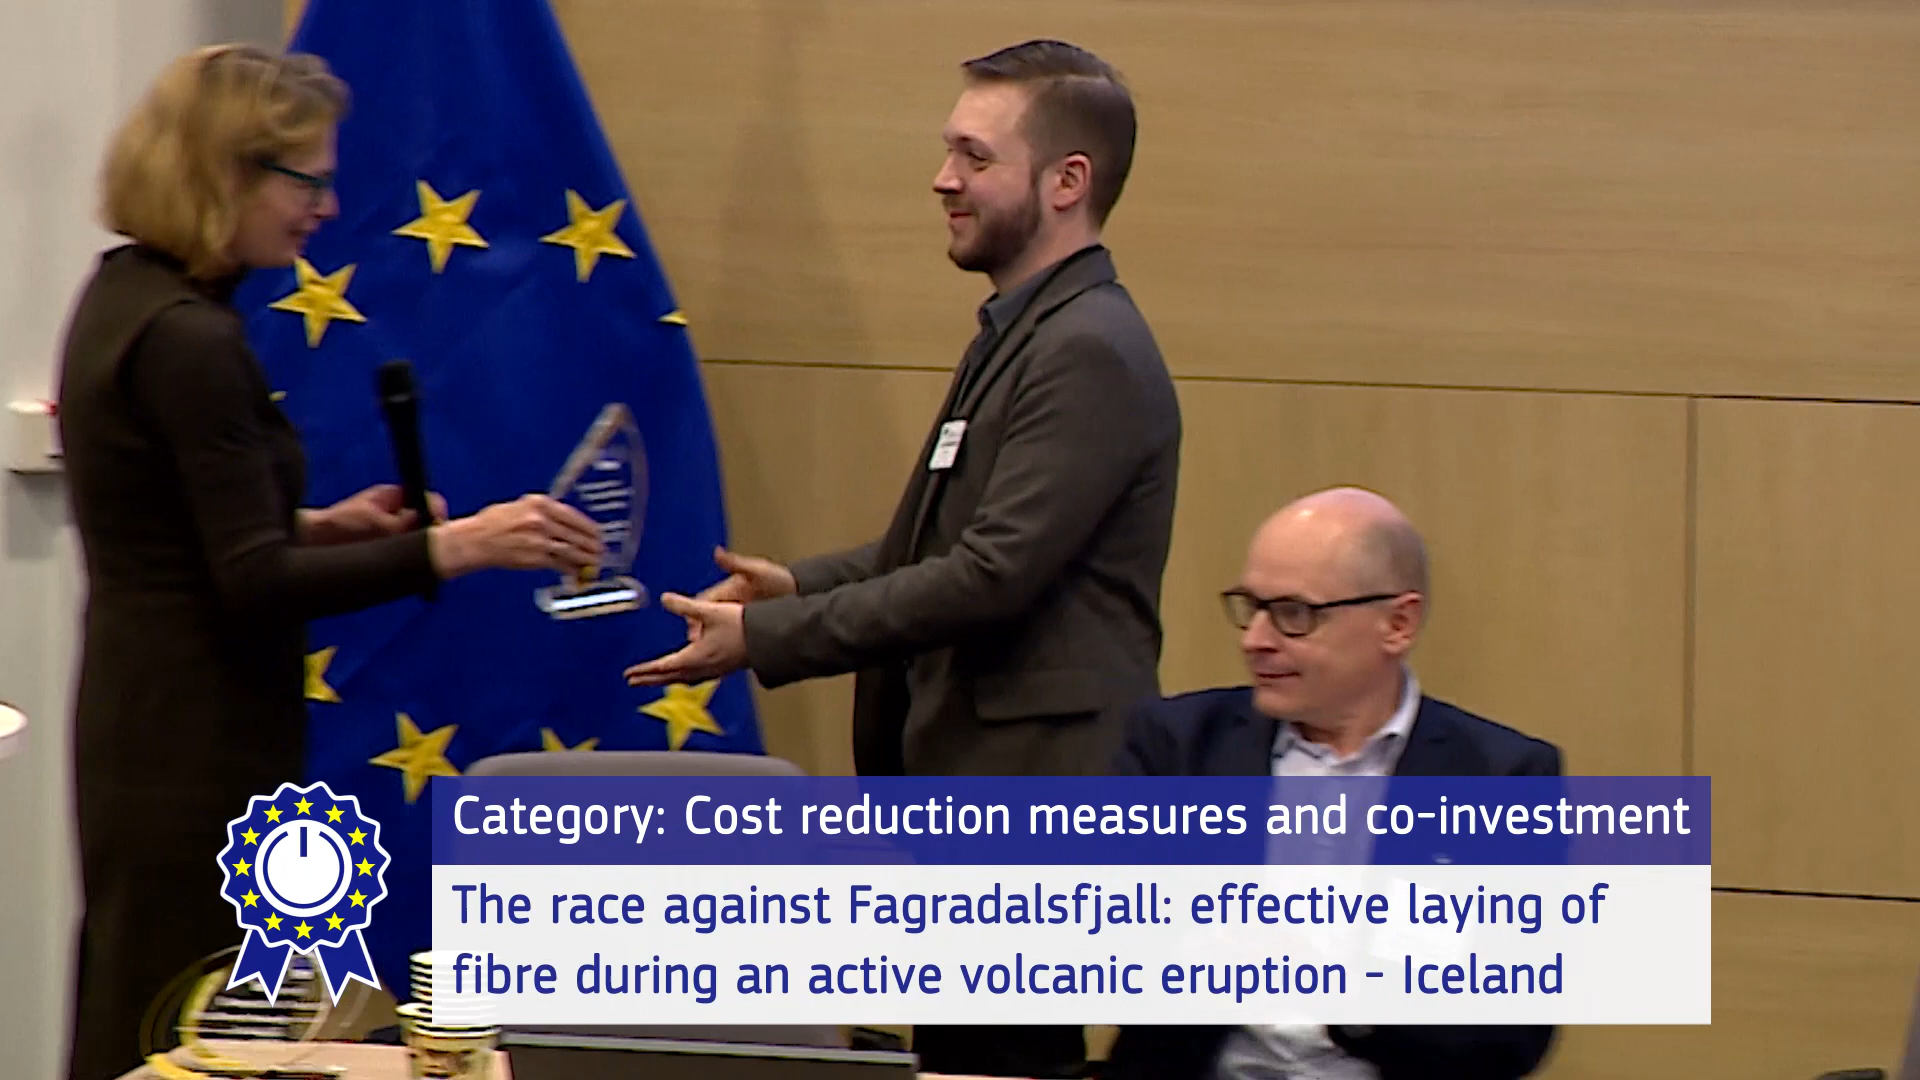 Category: Cost reduction measures and co-investment
The race against Fagradalsfjall: effective laying of
fibre during an active volcanic eruption - Iceland